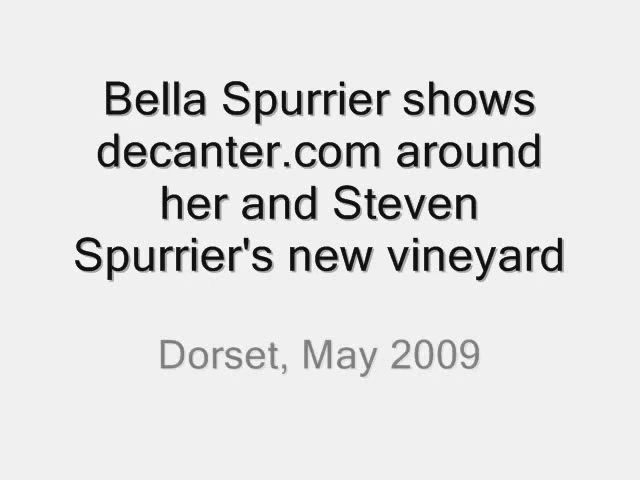 Bella Spurrier shows
decanter.com around
her and Steven
Spurrier's new vineyard
Dorset, May 2009